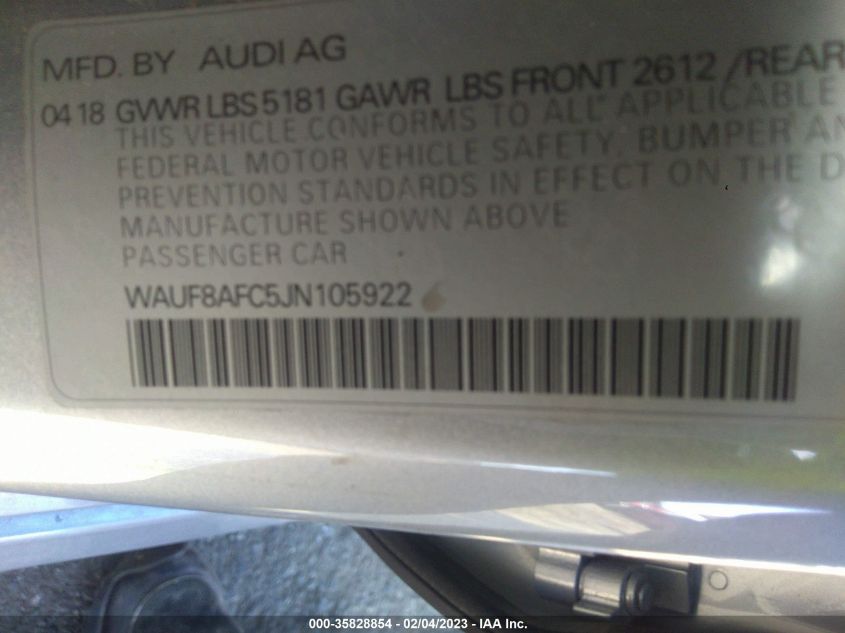 MFD. BY AUDI AG
04 18 GVWR LBS 5181 GAWR LBS FRONT 2612 /REAR
THIS VEHICLE CONFORMS TO ALL APPLICABLE
FEDERAL MOTOR VEHICLE SAFETY, BUMPER AN
PREVENTION STANDARDS IN EFFECT ON THE D
MANUFACTURE SHOWN ABOVE
PASSENGER CAR
WAUF8AFC5JN105922
000-35828854 - 02/04/2023 - IAA, Inc.